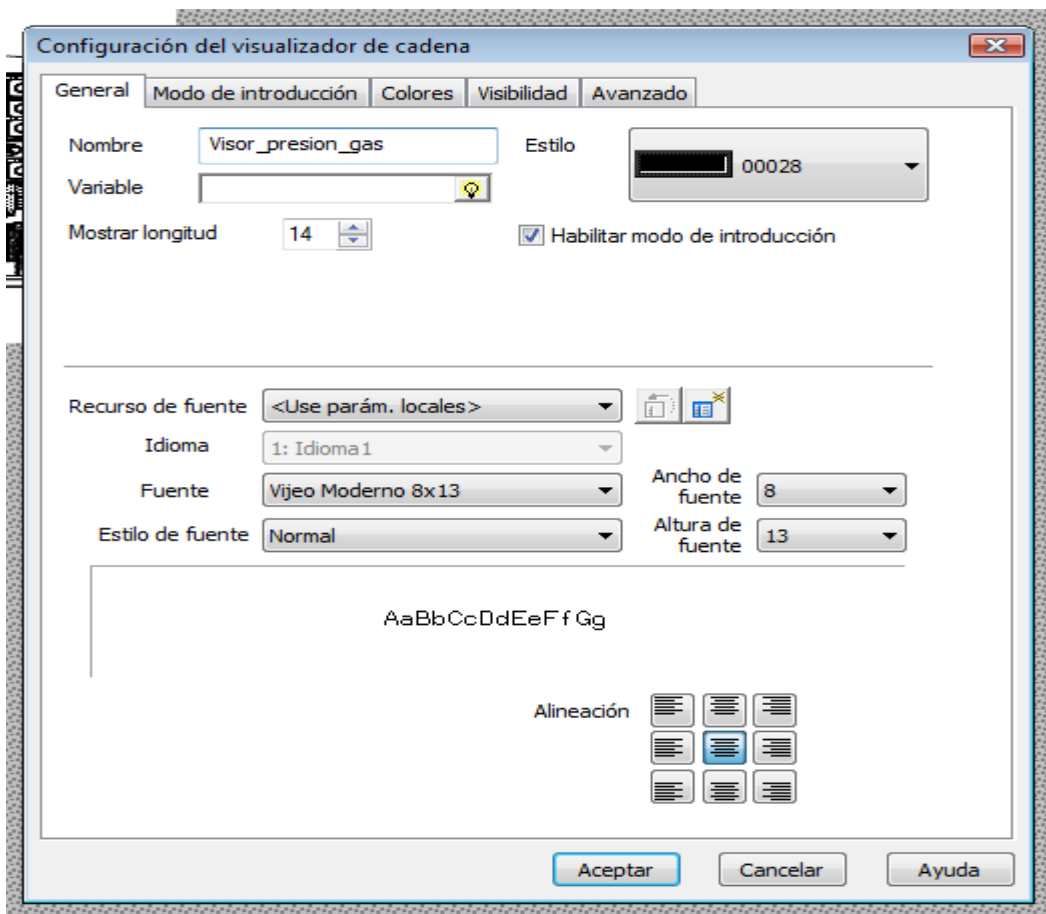 Configuración del visualizador de cadena
General Modo de introducción Colores Visibilidad Avanzado
Nombre Visor_presion_gas Estilo 00028
Variable
Mostrar longitud 14 Habilitar modo de introducción
Recurso de fuente <Use parám. locales>
Idioma 1: Idioma1
Fuente Vijeo Moderno 8x13 Ancho de fuente 8
Estilo de fuente Normal Altura de fuente 13
AaBbCcDdEeFfGg
Alineación
Aceptar Cancelar Ayuda